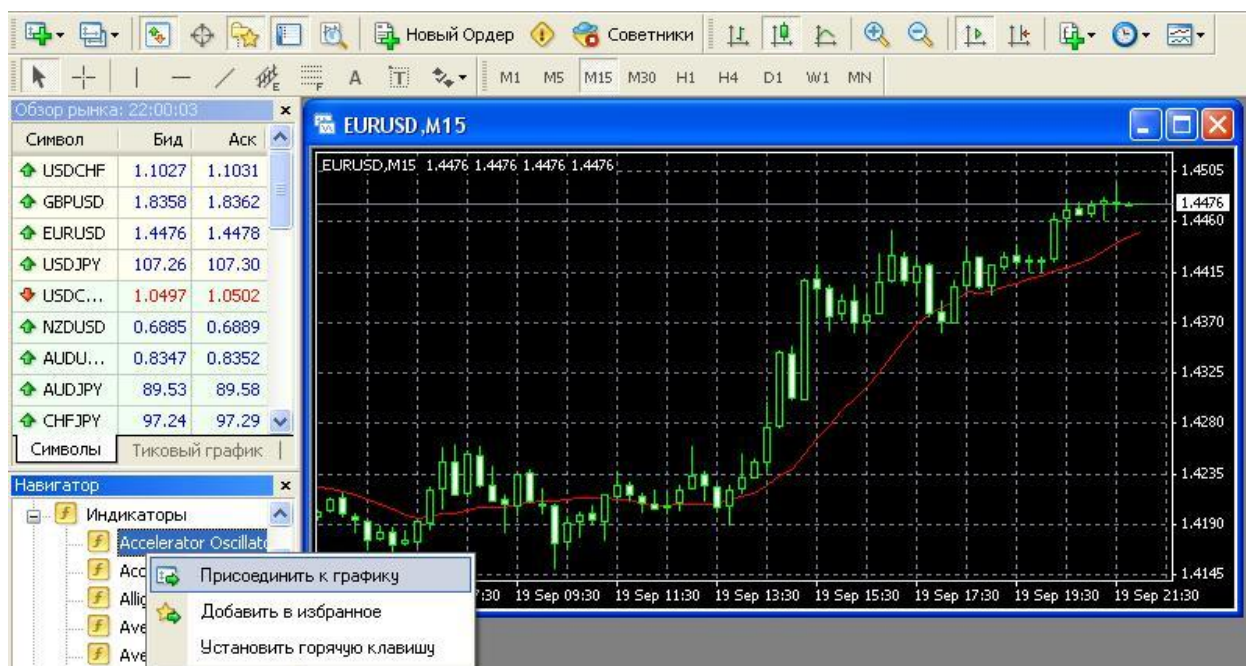 Новый Ордер Советники
E F A T M1 M5 M15 M30 H1 H4 D1 W1 MN
Обзор рынка: 22:00:03
Символ Бид Аск
USDCHF 1.1027 1.1031
GBPUSD 1.8358 1.8362
EURUSD 1.4476 1.4478
USDJPY 107.26 107.30
USDC... 1.0497 1.0502
NZDUSD 0.6885 0.6889
AUDU... 0.8347 0.8352
AUDJPY 89.53 89.58
CHFJPY 97.24 97.29
Символы Тиковый график
Навигатор
Индикаторы
Accelerator Oscillato
Acc
Allig
Ave
Ave
Присоединить к графику
Добавить в избранное
Установить горячую клавишу
EURUSD,M15
EURUSD,M15 1.4476 1.4476 1.4476 1.4476
1.4505
1.4476
1.4460
1.4415
1.4370
1.4325
1.4280
1.4235
1.4190
1.4145
7:30 19 Sep 09:30 19 Sep 11:30 19 Sep 13:30 19 Sep 15:30 19 Sep 17:30 19 Sep 19:30 19 Sep 21:30